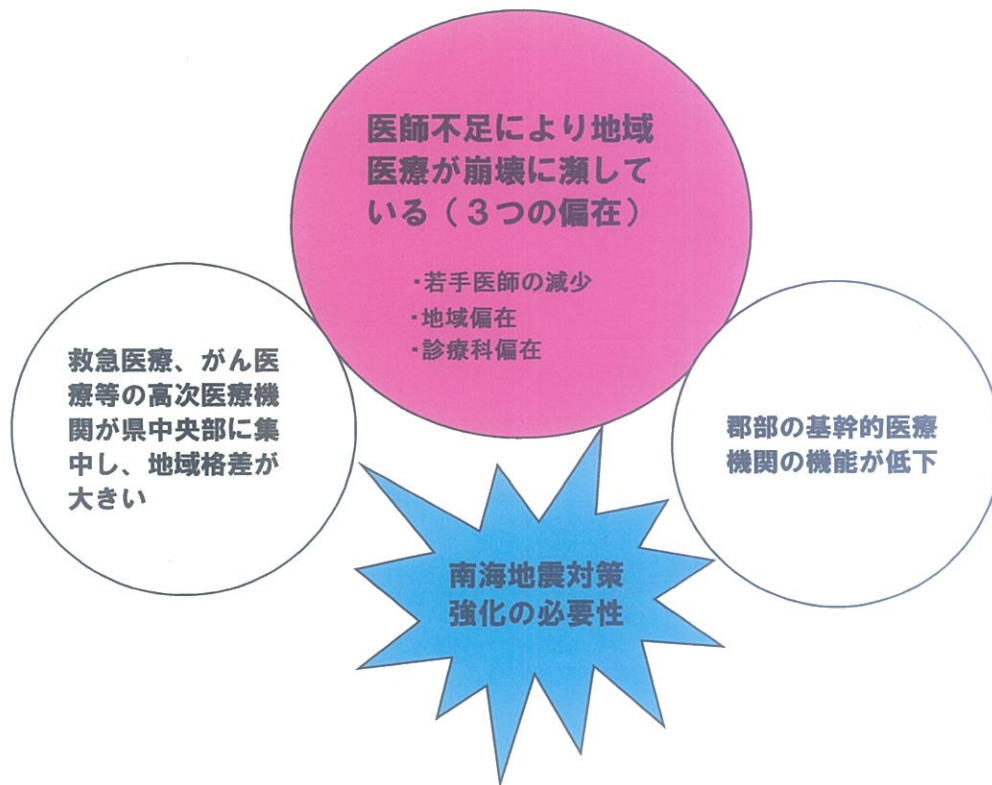 医師不足により地域
医療が崩壊に瀕して
いる（３つの偏在）
・若手医師の減少
・地域偏在
・診療科偏在
救急医療、がん医
療等の高次医療機
関が県中央部に集
中し、地域格差が
大きい
郡部の基幹的医療
機関の機能が低下
南海地震対策
強化の必要性